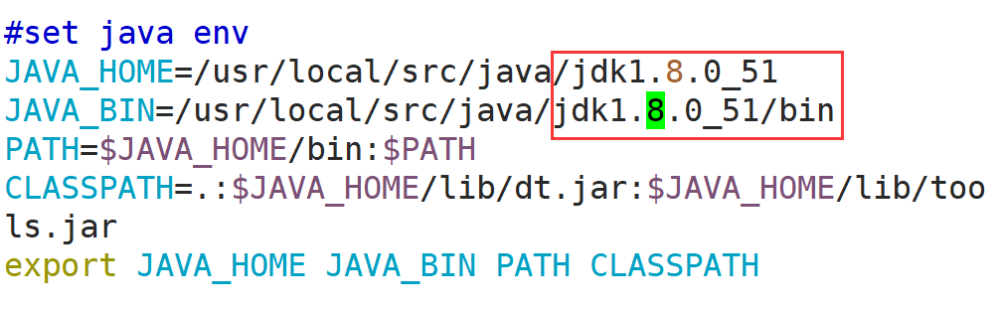 #set java env
JAVA_HOME=/usr/local/src/java/jdk1.8.0_51
JAVA_BIN=/usr/local/src/java/jdk1.8.0_51/bin
PATH=$JAVA_HOME/bin:$PATH
CLASSPATH=.:$JAVA_HOME/lib/dt.jar:$JAVA_HOME/lib/too
ls.jar
export JAVA_HOME JAVA_BIN PATH CLASSPATH